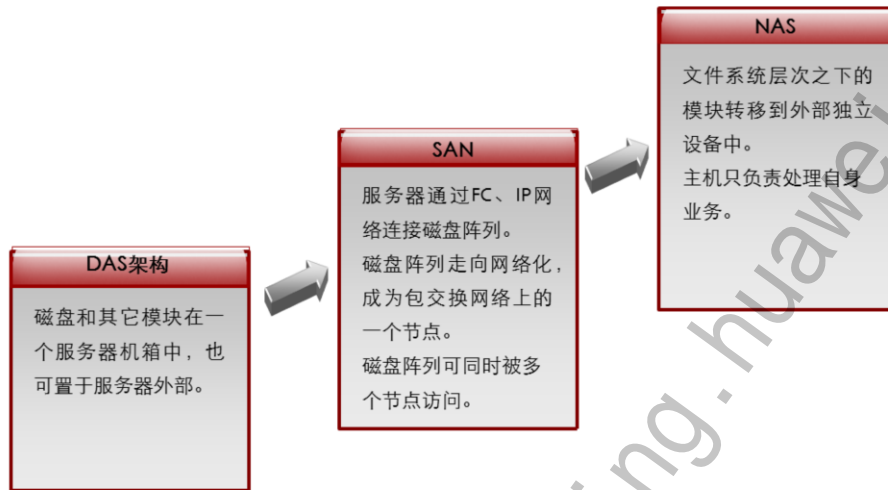 DAS架构
磁盘和其它模块在一
个服务器机箱中，也
可置于服务器外部。
SAN
服务器通过FC、IP网
络连接磁盘阵列。
磁盘阵列走向网络化，
成为包交换网络上的
一个节点。
磁盘阵列可同时被多
个节点访问。
NAS
文件系统层次之下的
模块转移到外部独立
设备中。
主机只负责处理自身
业务。
ing.huawei.